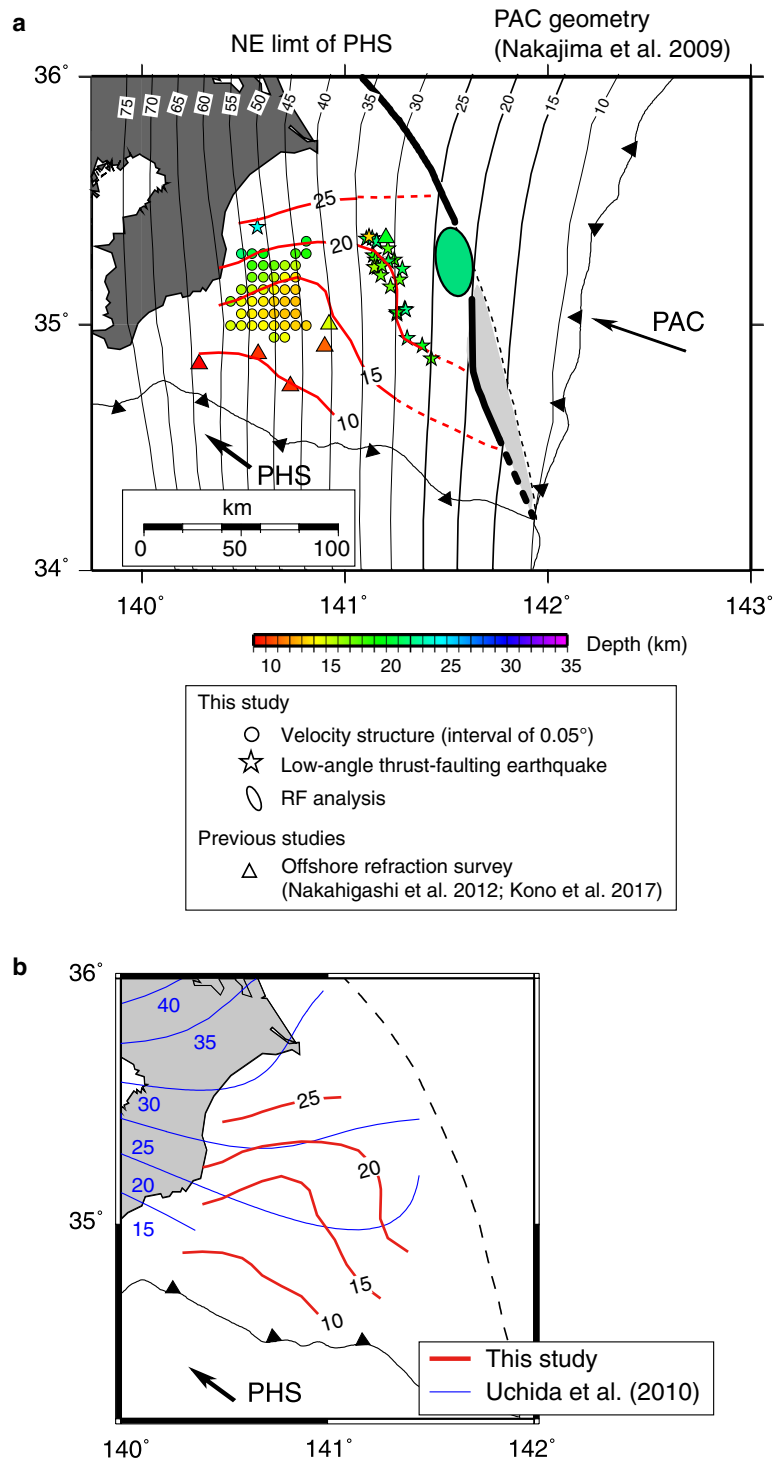 a
NE limt of PHS
PAC geometry
(Nakajima et al. 2009)
36˚
75 70 65 60 55 50 45 40 35 30 25 20 15 10
25
20
35˚
PAC
15
10
PHS
km
0 50 100
34˚
140˚ 141˚ 142˚ 143˚
Depth (km)
10 15 20 25 30 35
This study
Velocity structure (interval of 0.05°)
Low-angle thrust-faulting earthquake
RF analysis
Previous studies
Offshore refraction survey
(Nakahigashi et al. 2012; Kono et al. 2017)
b
36˚
40
35
30
25
25
20
20
15
35˚
15
10
PHS
This study
Uchida et al. (2010)
140˚ 141˚ 142˚